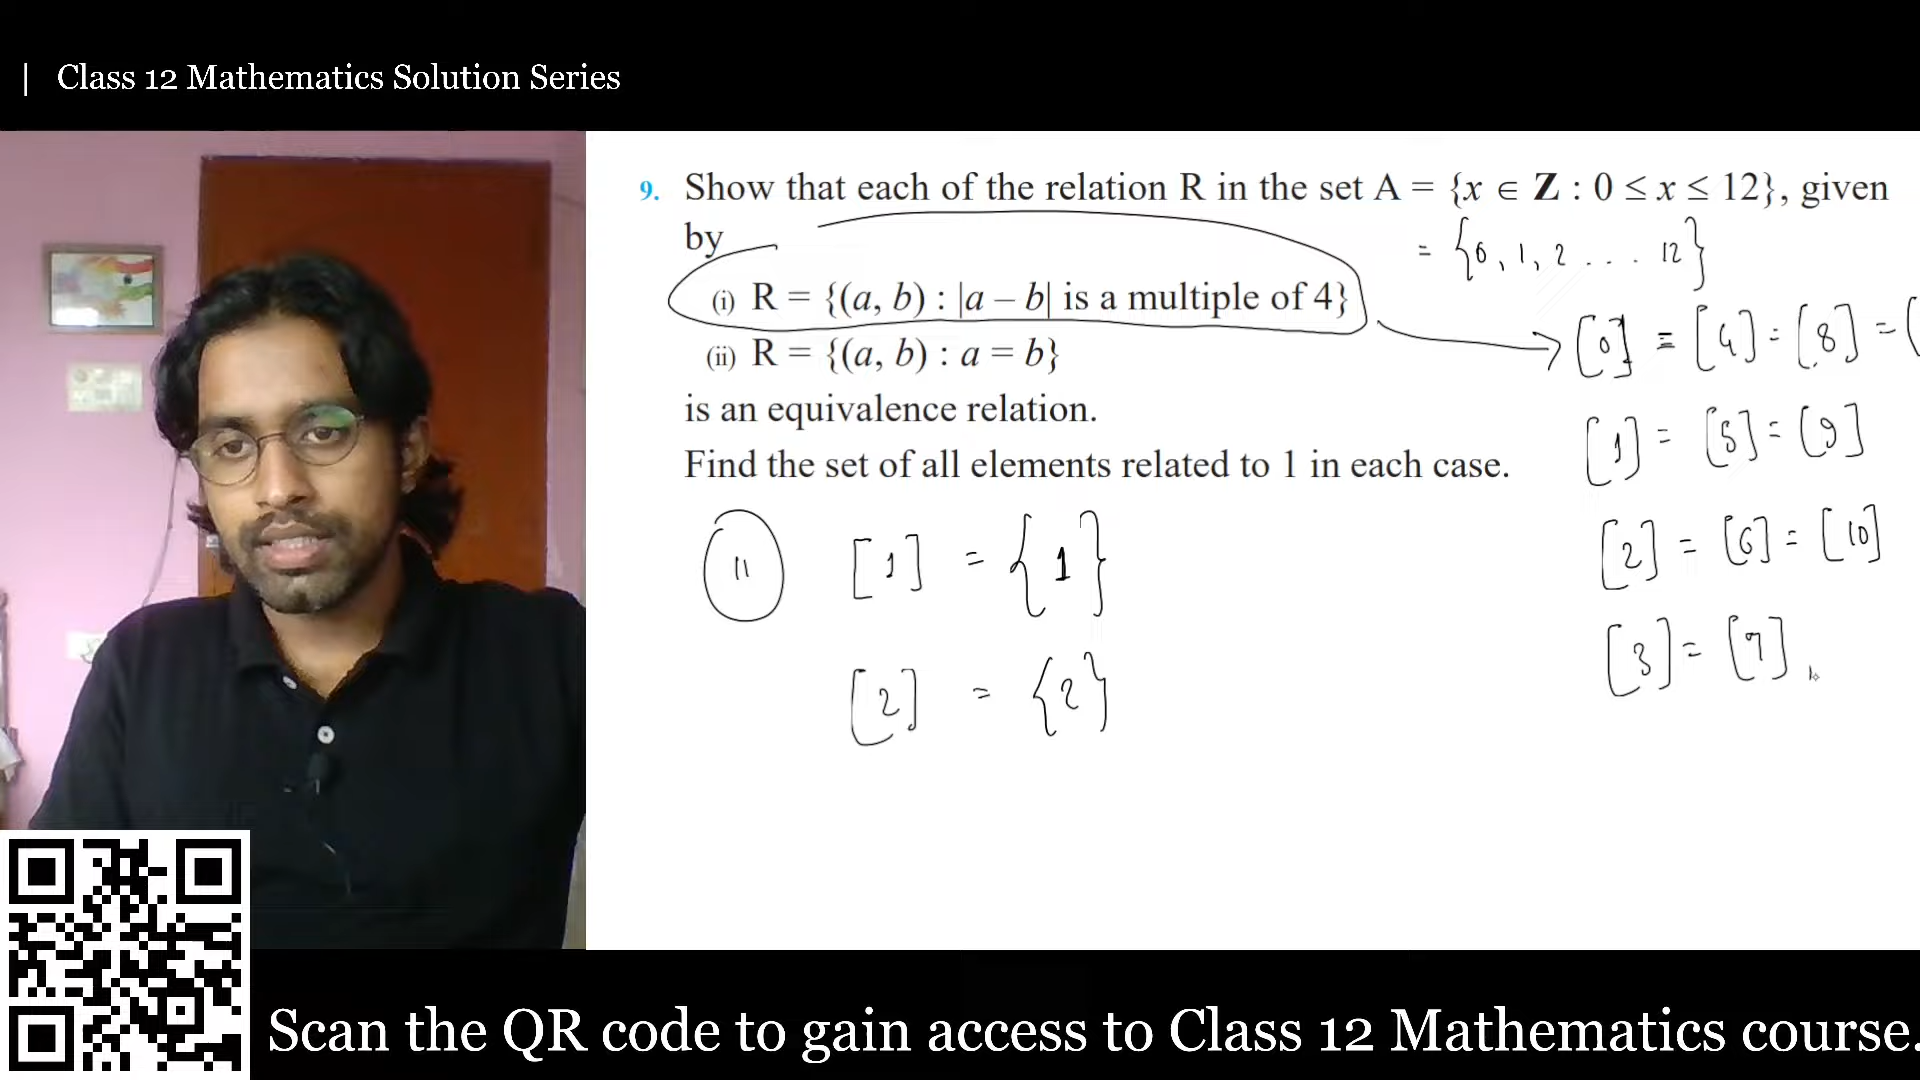 | Class 12 Mathematics Solution Series
9. Show that each of the relation R in the set A = {x ∈ Z : 0 ≤ x ≤ 12}, given
by
= {0, 1, 2 ... 12}
(i) R = {(a, b) : |a – b| is a multiple of 4}
(ii) R = {(a, b) : a = b}
is an equivalence relation.
Find the set of all elements related to 1 in each case.
[0] = [4] = [8] = [
[1] = [5] = [9]
[2] = [6] = [10]
[3] = [7]
11 [1] = {1}
[2] = {2}
Scan the QR code to gain access to Class 12 Mathematics course.